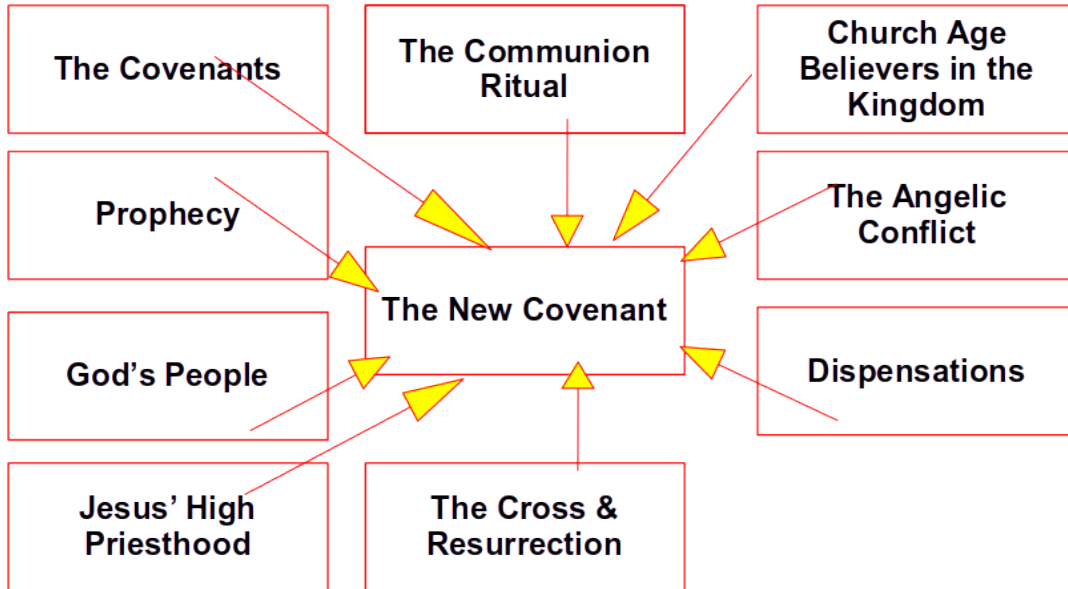 The Covenants
The Communion
Ritual
Church Age
Believers in the
Kingdom
Prophecy
The Angelic
Conflict
The New Covenant
God’s People
Dispensations
Jesus’ High
Priesthood
The Cross &
Resurrection